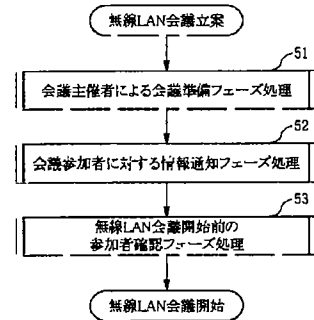 無線LAN会議立案
51
会議主催者による会議準備フェーズ処理
52
会議参加者に対する情報通知フェーズ処理
53
無線LAN会議開始前の
参加者確認フェーズ処理
無線LAN会議開始